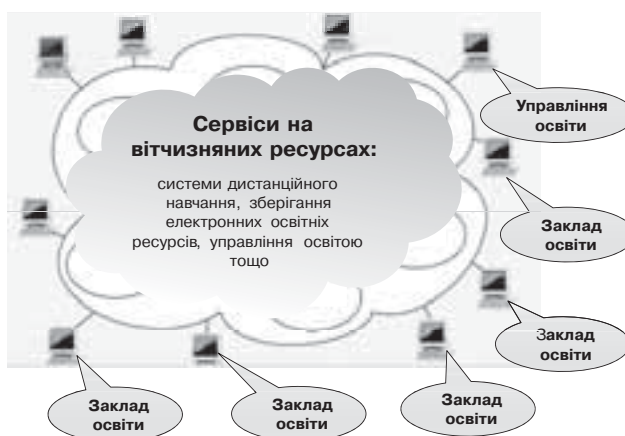 Сервіси на
вітчизняних ресурсах:
системи дистанційного
навчання, зберігання
електронних освітніх
ресурсів, управління освітою
тощо
Управління
освіти
Заклад
освіти
Заклад
освіти
Заклад
освіти
Заклад
освіти
Заклад
освіти